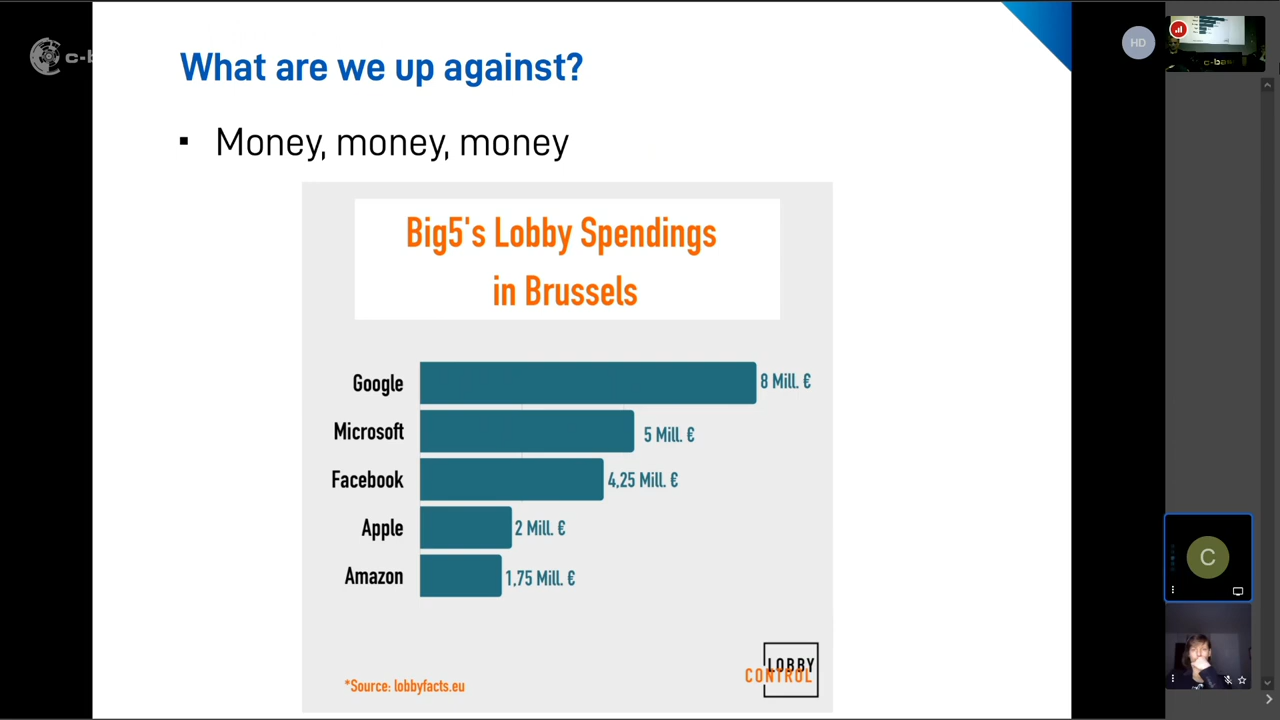 c-b
What are we up against?
HD
▪ Money, money, money
Big5's Lobby Spendings
in Brussels
Google 8 Mill. €
Microsoft 5 Mill. €
Facebook 4,25 Mill. €
Apple 2 Mill. €
Amazon 1,75 Mill. €
C
LOBBY
CONTROL
*Source: lobbyfacts.eu